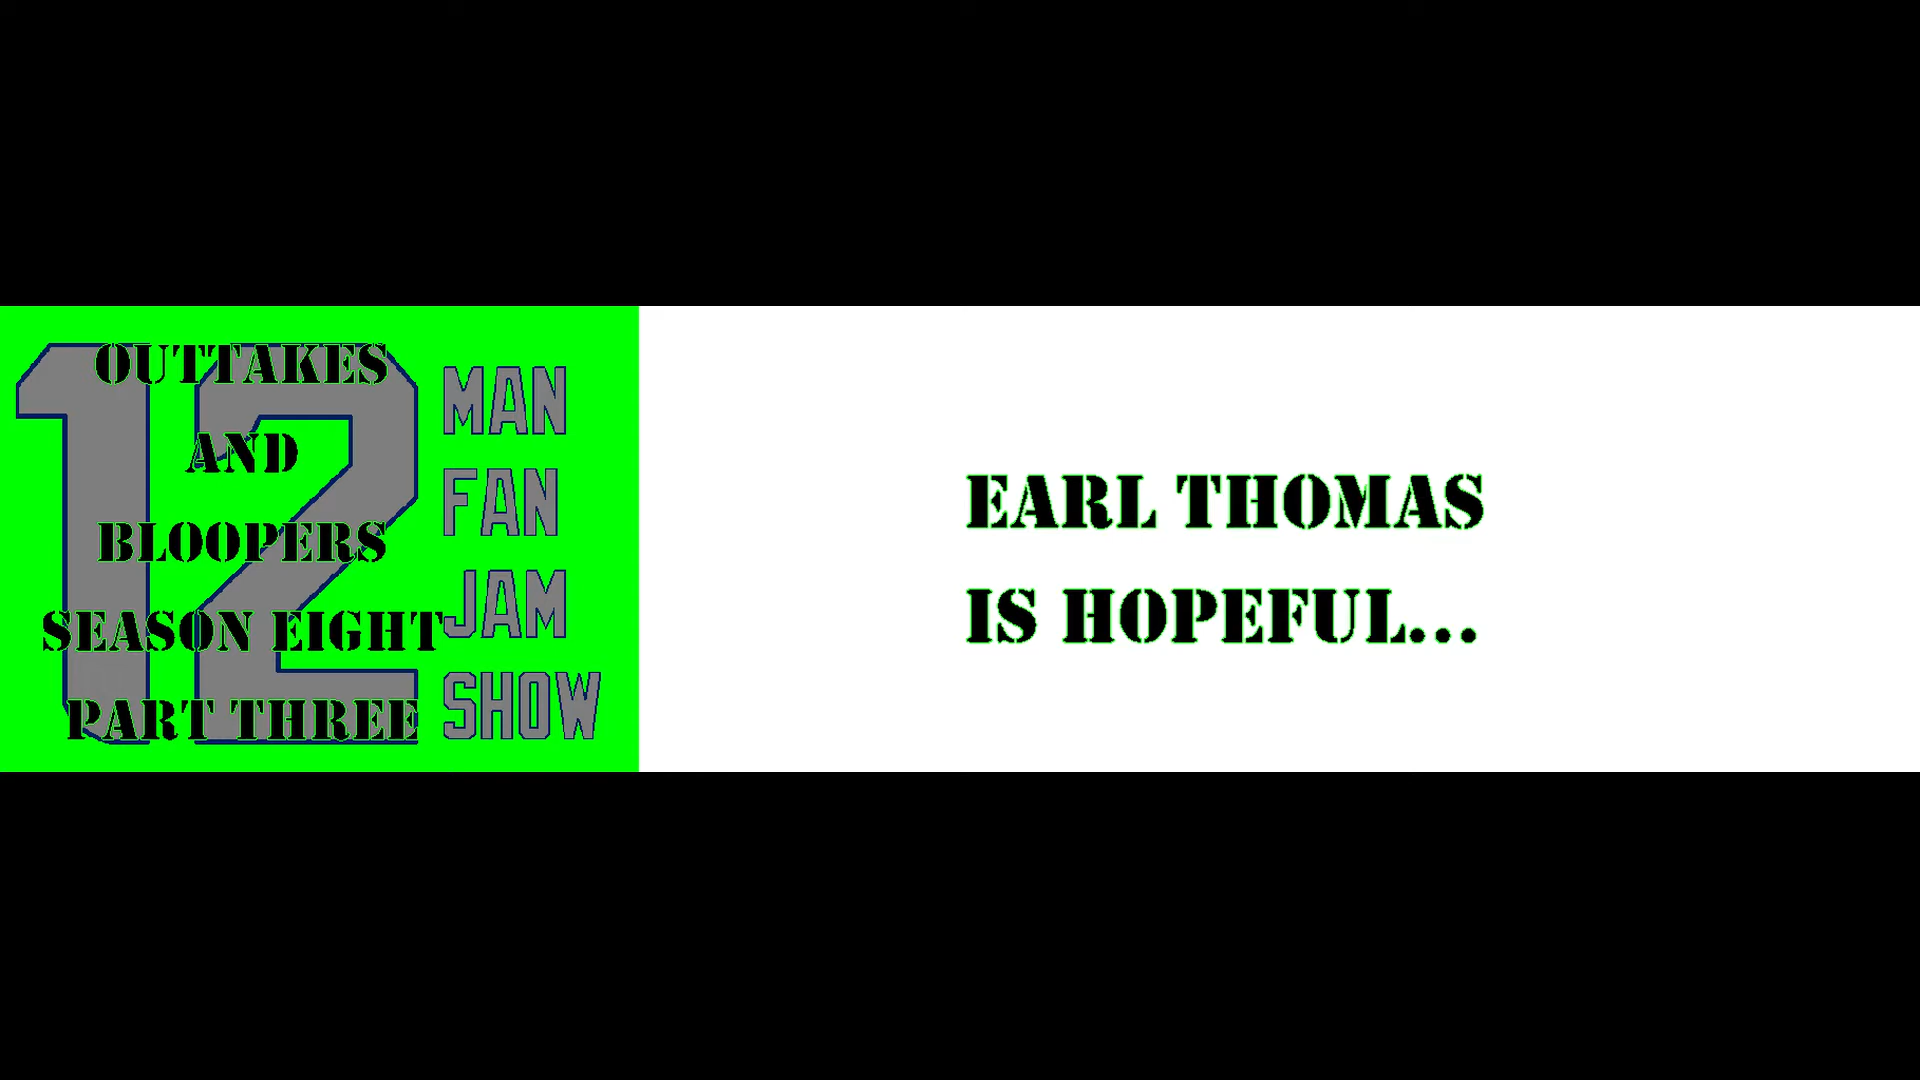 OUTTAKES
AND
BLOOPERS
SEASON EIGHT
PART THREE
12
MAN
FAN
JAM
SHOW
EARL THOMAS
IS HOPEFUL...